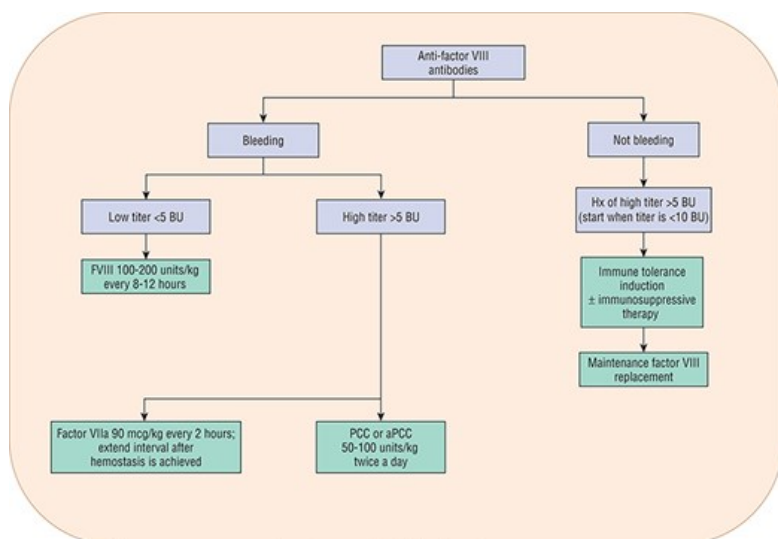 Anti-factor VIII
antibodies
Bleeding
Not bleeding
Low titer <5 BU
High titer >5 BU
Hx of high titer >5 BU
(start when titer is <10 BU)
FVIII 100-200 units/kg
every 8-12 hours
Immune tolerance
induction
± immunosuppressive
therapy
Maintenance factor VIII
replacement
Factor VIIa 90 mcg/kg every 2 hours;
extend interval after
hemostasis is achieved
PCC or aPCC
50-100 units/kg
twice a day